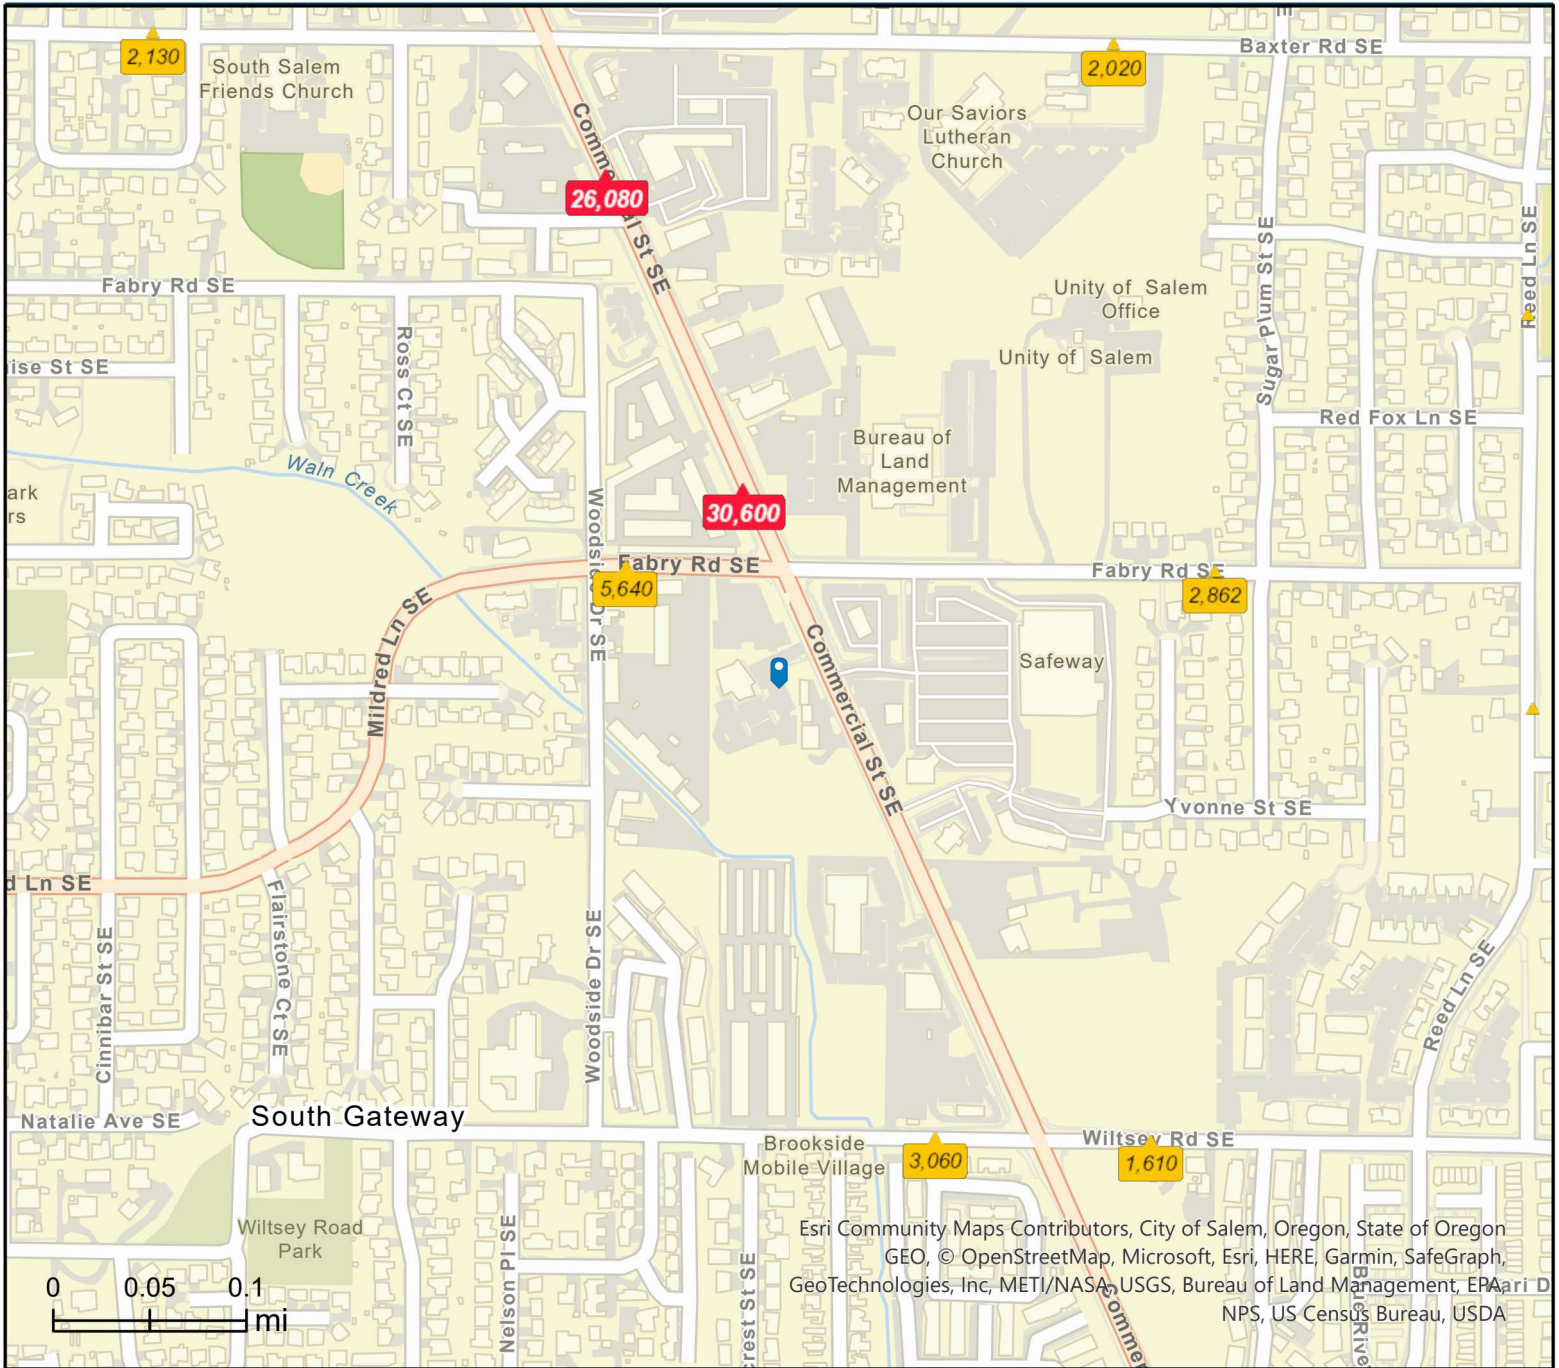 Baxter Rd SE
2,130
2,020
South Salem
Friends Church
Our Saviors
Lutheran
Church
Commercial St SE
26,080
Reed Ln SE
Sugar Plum St SE
Fabry Rd SE
Unity of Salem
Office
Unity of Salem
Ross Ct SE
ise St SE
Red Fox Ln SE
Bureau of
Land
Management
Waln Creek
ark
rs
30,600
Woodside Dr SE
Fabry Rd SE
5,640
Fabry Rd SE
2,862
Mildred Ln SE
Commercial St SE
Safeway
Yvonne St SE
d Ln SE
Flairstone Ct SE
Cinnibar St SE
Woodside Dr SE
Reed Ln SE
Natalie Ave SE
South Gateway
Brookside
Mobile Village
3,060
Wiltsey Rd SE
1,610
Wiltsey Road
Park
Nelson Pl SE
crest St SE
Commer
ari D
0 0.05 0.1
mi
Esri Community Maps Contributors, City of Salem, Oregon, State of Oregon
GEO, © OpenStreetMap, Microsoft, Esri, HERE, Garmin, SafeGraph,
GeoTechnologies, Inc, METI/NASA, USGS, Bureau of Land Management, EPA,
NPS, US Census Bureau, USDA